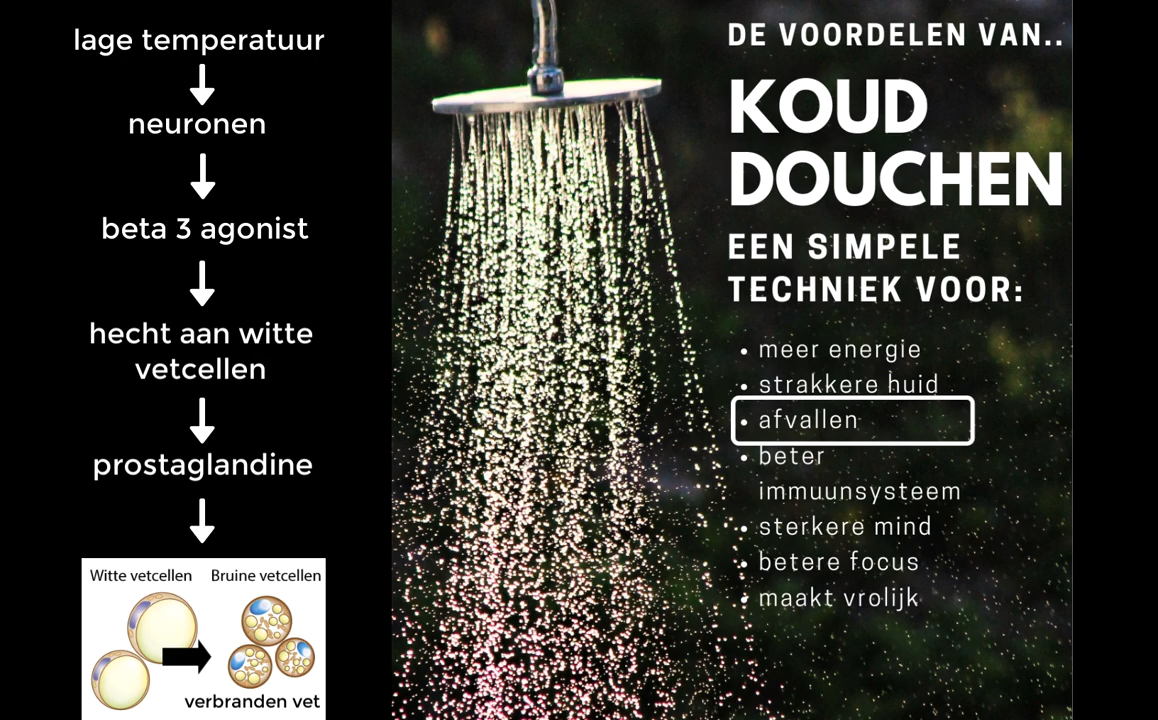 lage temperatuur
neuronen
beta 3 agonist
hecht aan witte
vetcellen
prostaglandine
Witte vetcellen Bruine vetcellen
verbranden vet
DE VOORDELEN VAN..
KOUD
DOUCHEN
EEN SIMPELE
TECHNIEK VOOR:
• meer energie
• strakkere huid
• afvallen
• beter
immuunsysteem
• sterkere mind
• betere focus
• maakt vrolijk